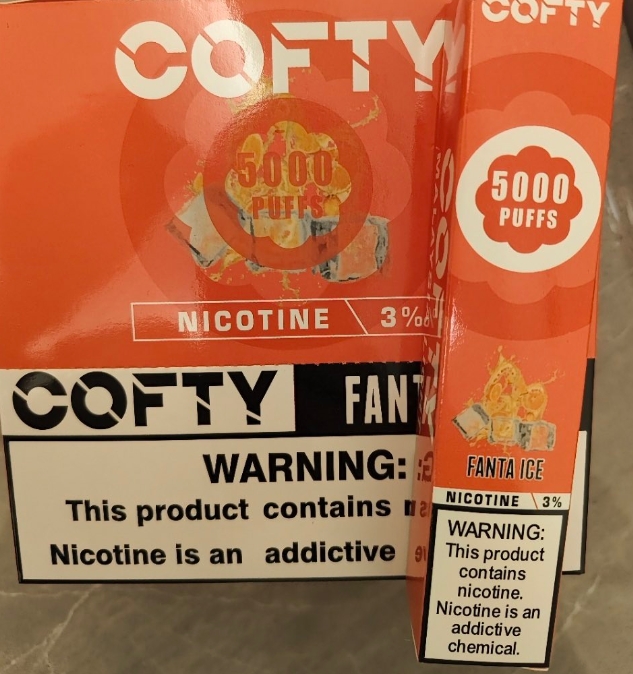 COFTY
5000
PUFFS
NICOTINE 3%
COFTY
WARNING:
This product contains
Nicotine is an addictive
COFTY
5000
PUFFS
FANTA ICE
NICOTINE 3%
WARNING:
This product
contains
nicotine.
Nicotine is an
addictive
chemical.